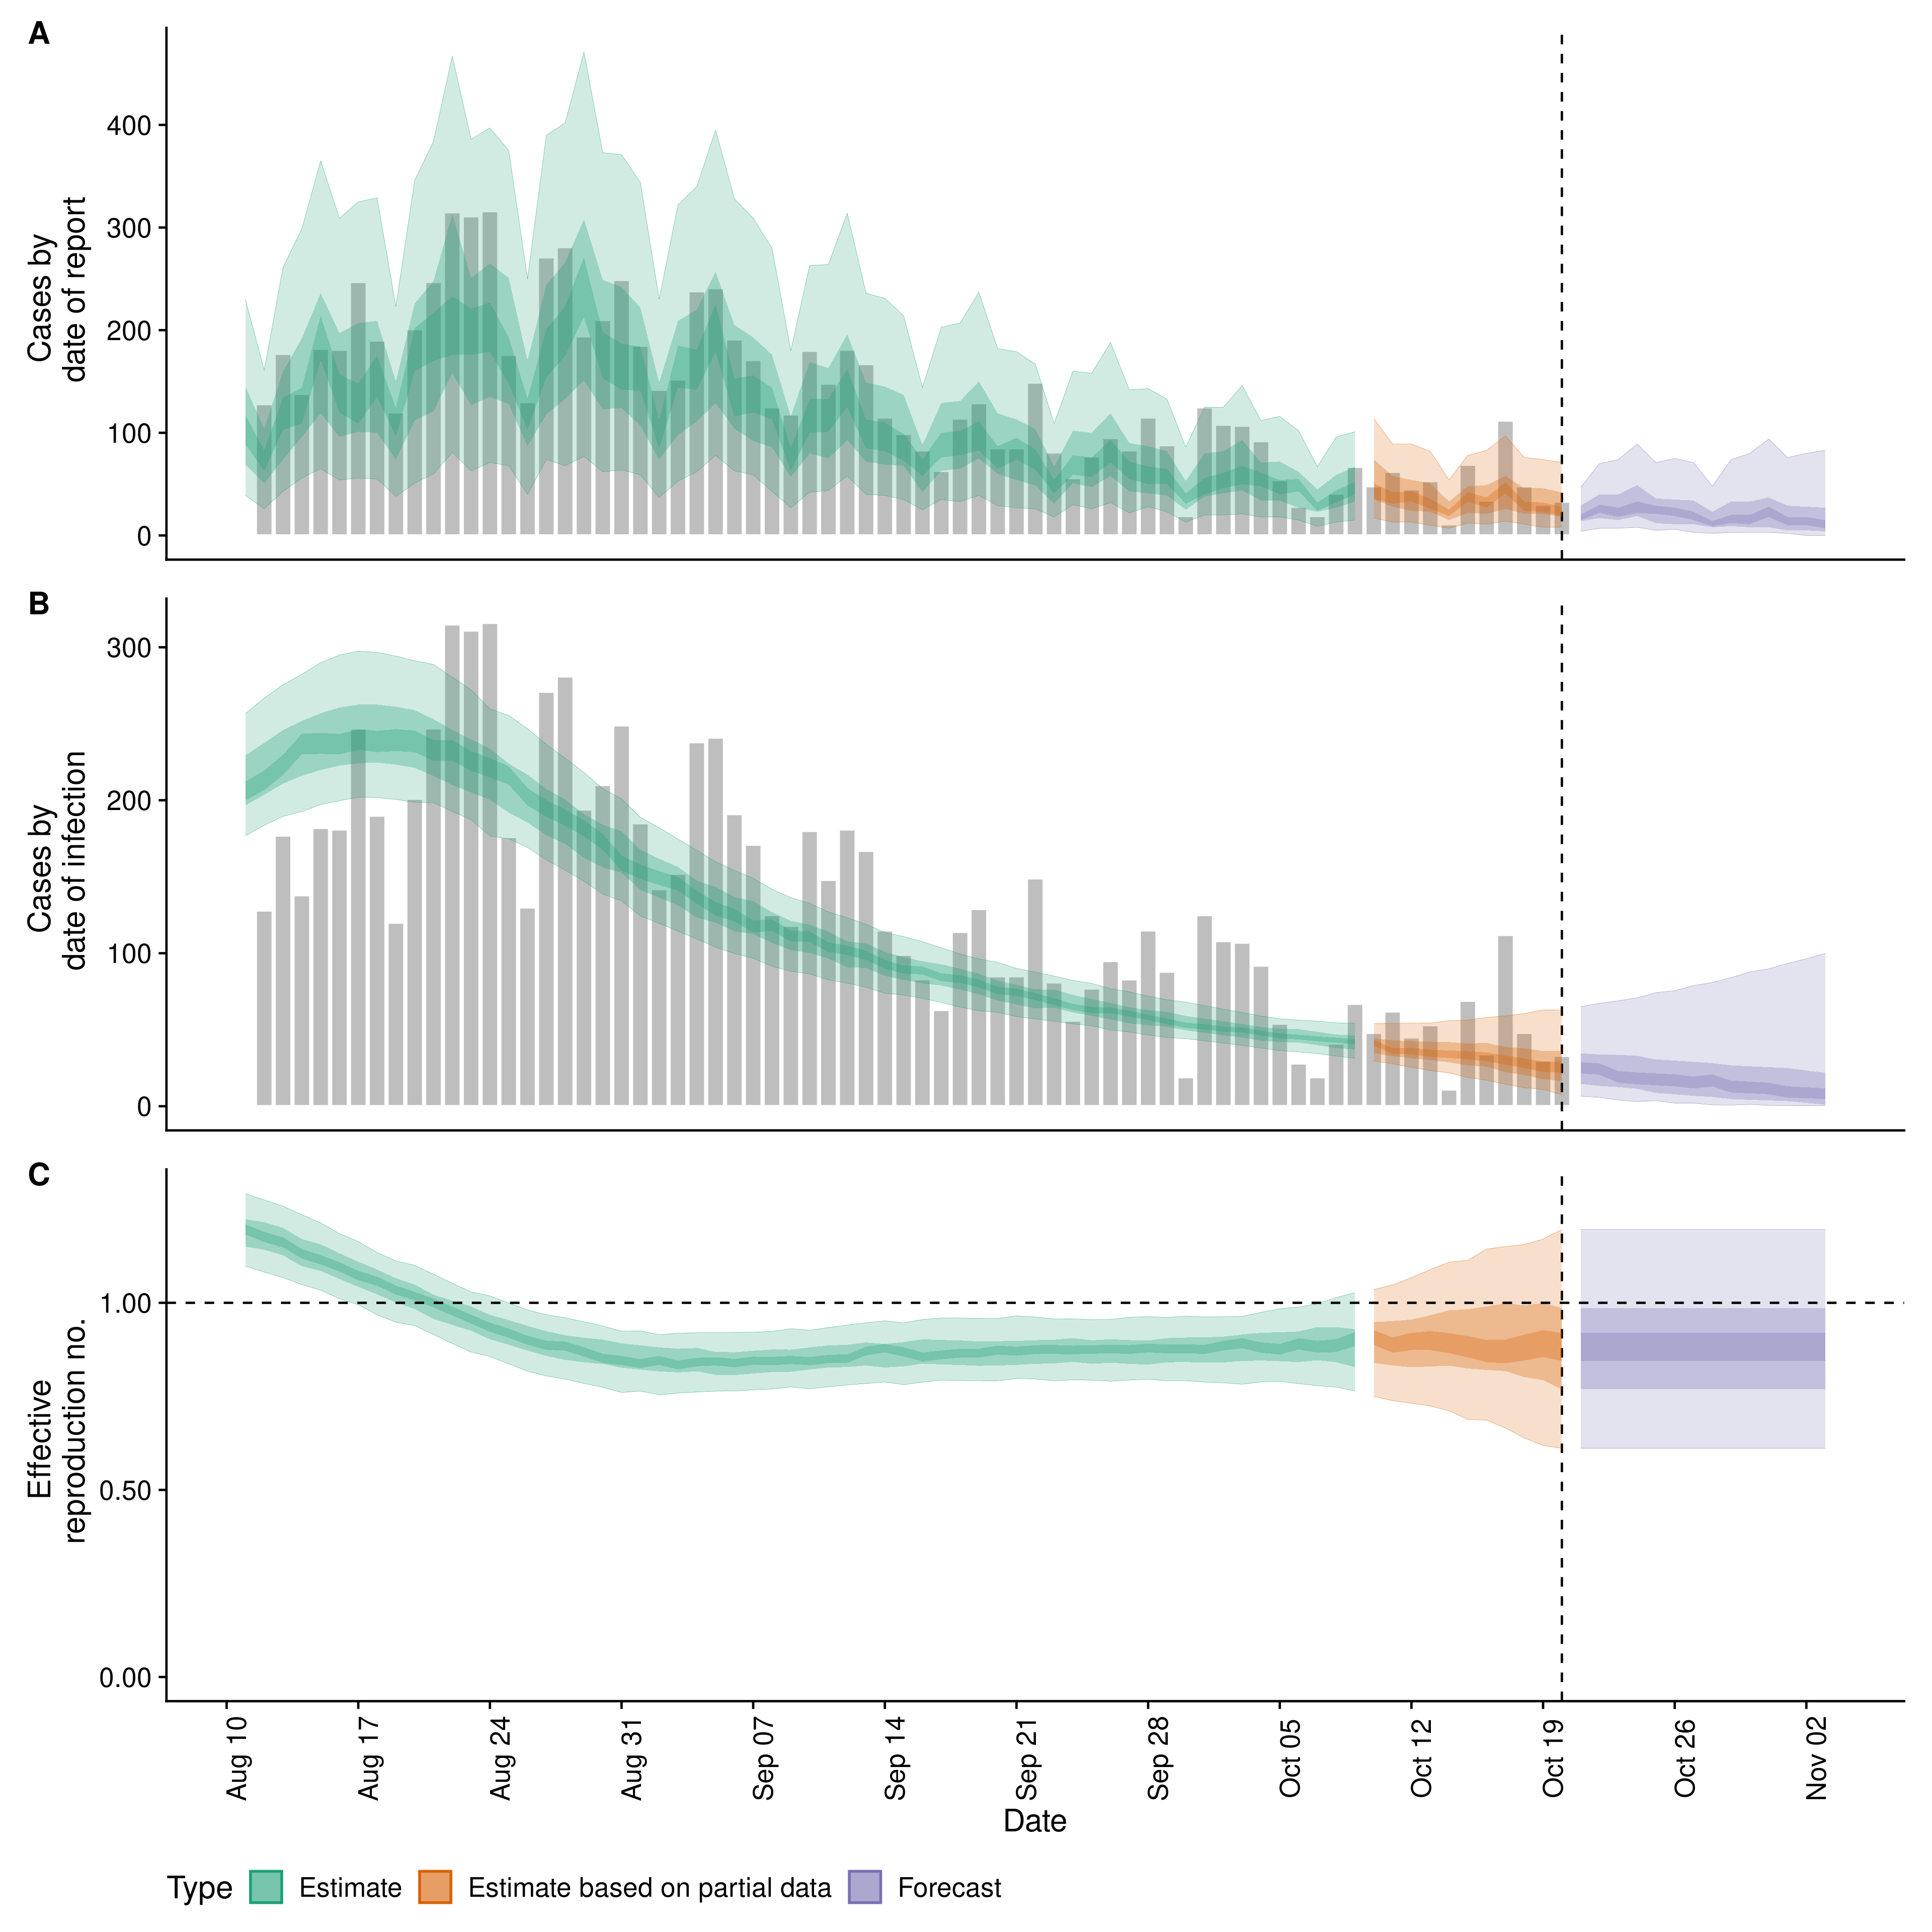 A
Cases by
date of report
400
300
200
100
0
B
Cases by
date of infection
300
200
100
0
C
Effective
reproduction no.
1.00
0.50
0.00
Aug 10
Aug 17
Aug 24
Aug 31
Sep 07
Sep 14
Sep 21
Sep 28
Oct 05
Oct 12
Oct 19
Oct 26
Nov 02
Date
Type Estimate Estimate based on partial data Forecast